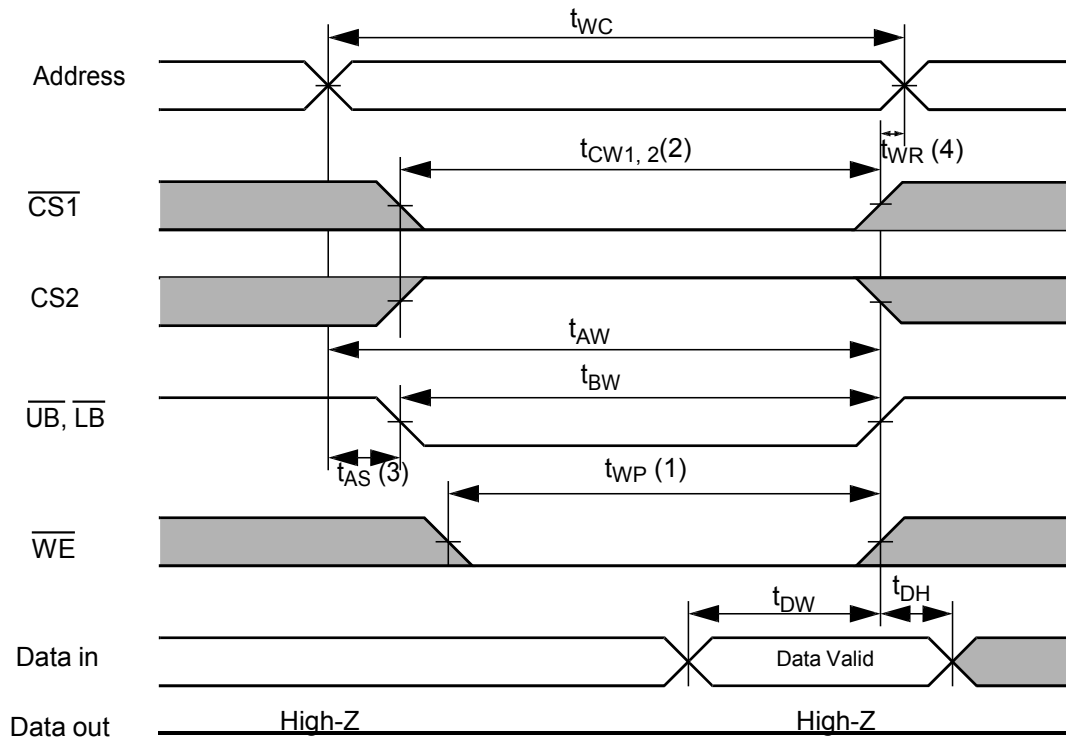 tWC
Address
tCW1, 2(2)
tWR (4)
CS1
CS2
tAW
tBW
UB, LB
tAS (3)
tWP (1)
WE
tDW
tDH
Data in
Data Valid
Data out
High-Z
High-Z